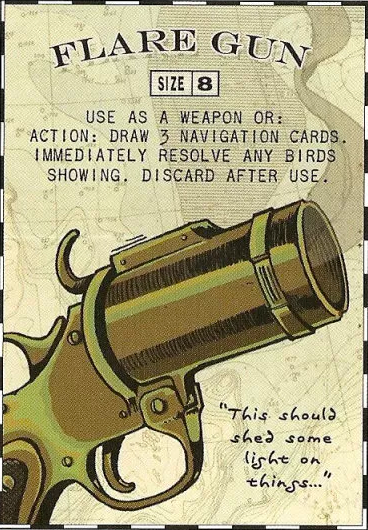 FLARE GUN
SIZE 8
USE AS A WEAPON OR:
ACTION: DRAW 3 NAVIGATION CARDS.
IMMEDIATELY RESOLVE ANY BIRDS
SHOWING. DISCARD AFTER USE.
"This should
shed some
light on
things..."